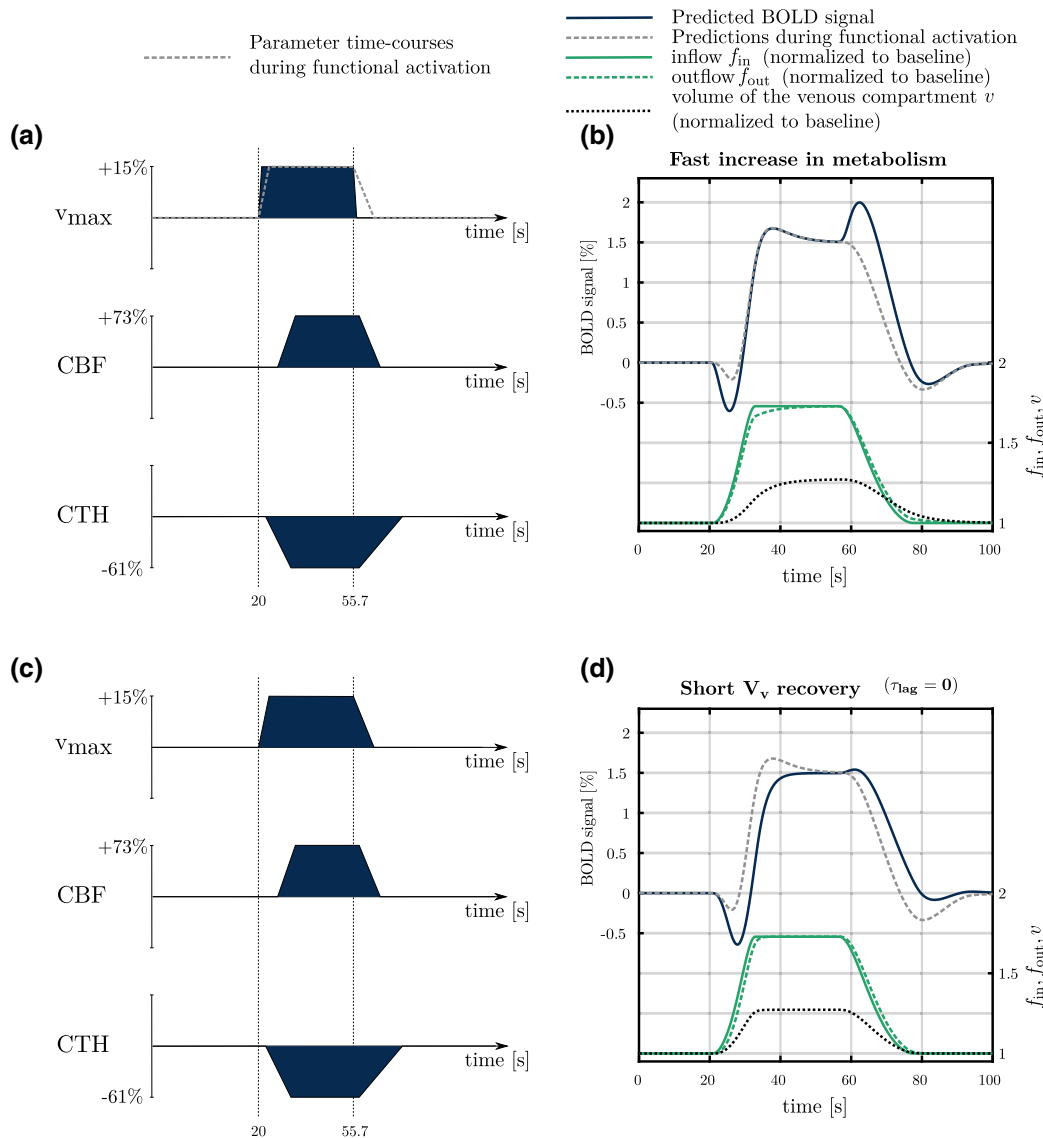 Parameter time-courses
during functional activation
Predicted BOLD signal
Predictions during functional activation
inflow f_in (normalized to baseline)
outflow f_out (normalized to baseline)
volume of the venous compartment v
(normalized to baseline)
(a)
+15%
v_max
time [s]
+73%
CBF
time [s]
CTH
time [s]
-61%
20 55.7
(b)
Fast increase in metabolism
BOLD signal [%]
2
1.5
1
0.5
0
-0.5
2
1.5
1
f_in, f_out, v
0 20 40 60 80 100
time [s]
(c)
+15%
v_max
time [s]
+73%
CBF
time [s]
CTH
time [s]
-61%
20 55.7
(d)
Short V_v recovery (τ_lag = 0)
BOLD signal [%]
2
1.5
1
0.5
0
-0.5
2
1.5
1
f_in, f_out, v
0 20 40 60 80 100
time [s]